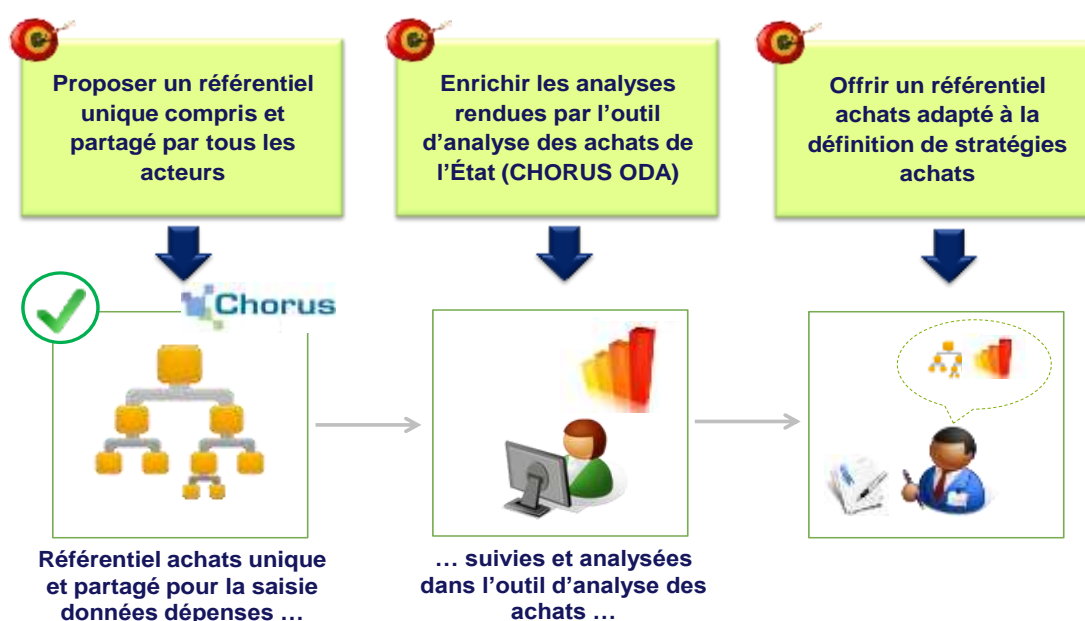 Proposer un référentiel
unique compris et
partagé par tous les
acteurs
Enrichir les analyses
rendues par l’outil
d’analyse des achats de
l’État (CHORUS ODA)
Offrir un référentiel
achats adapté à la
définition de stratégies
achats
Chorus
Référentiel achats unique
et partagé pour la saisie
données dépenses …
… suivies et analysées
dans l’outil d’analyse des
achats …